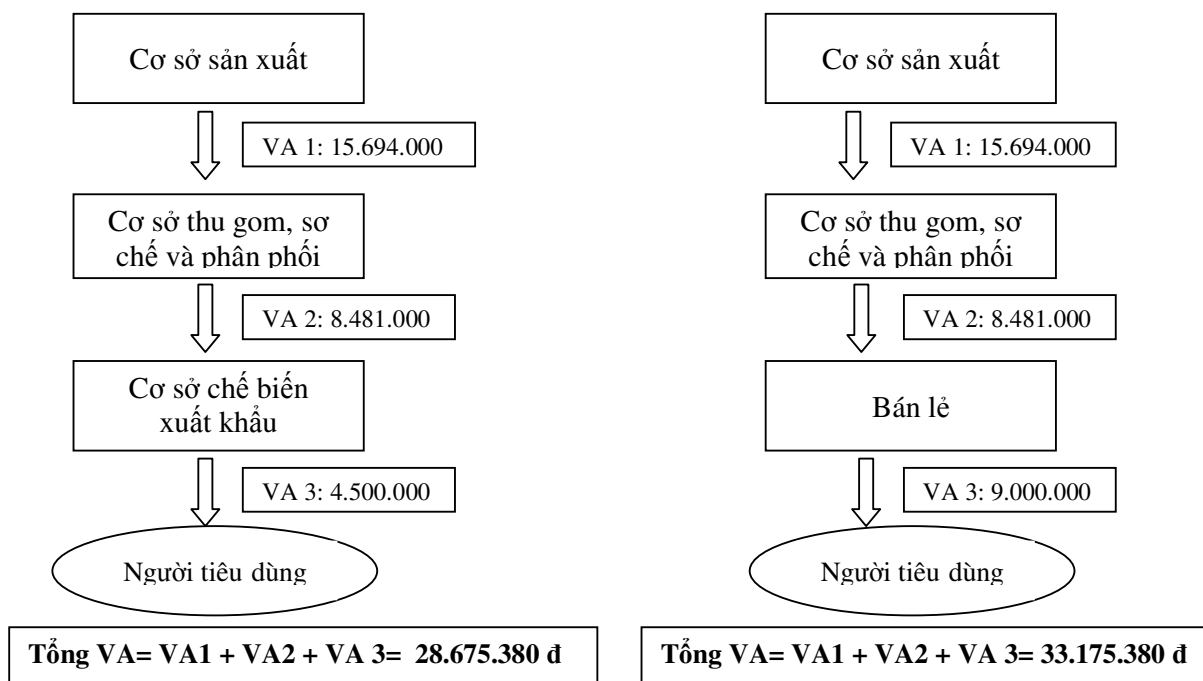 Cơ sở sản xuất
VA 1: 15.694.000
Cơ sở thu gom, sơ
chế và phân phối
VA 2: 8.481.000
Cơ sở chế biến
xuất khẩu
VA 3: 4.500.000
Người tiêu dùng
Tổng VA= VA1 + VA2 + VA 3= 28.675.380 đ
Cơ sở sản xuất
VA 1: 15.694.000
Cơ sở thu gom, sơ
chế và phân phối
VA 2: 8.481.000
Bán lẻ
VA 3: 9.000.000
Người tiêu dùng
Tổng VA= VA1 + VA2 + VA 3= 33.175.380 đ